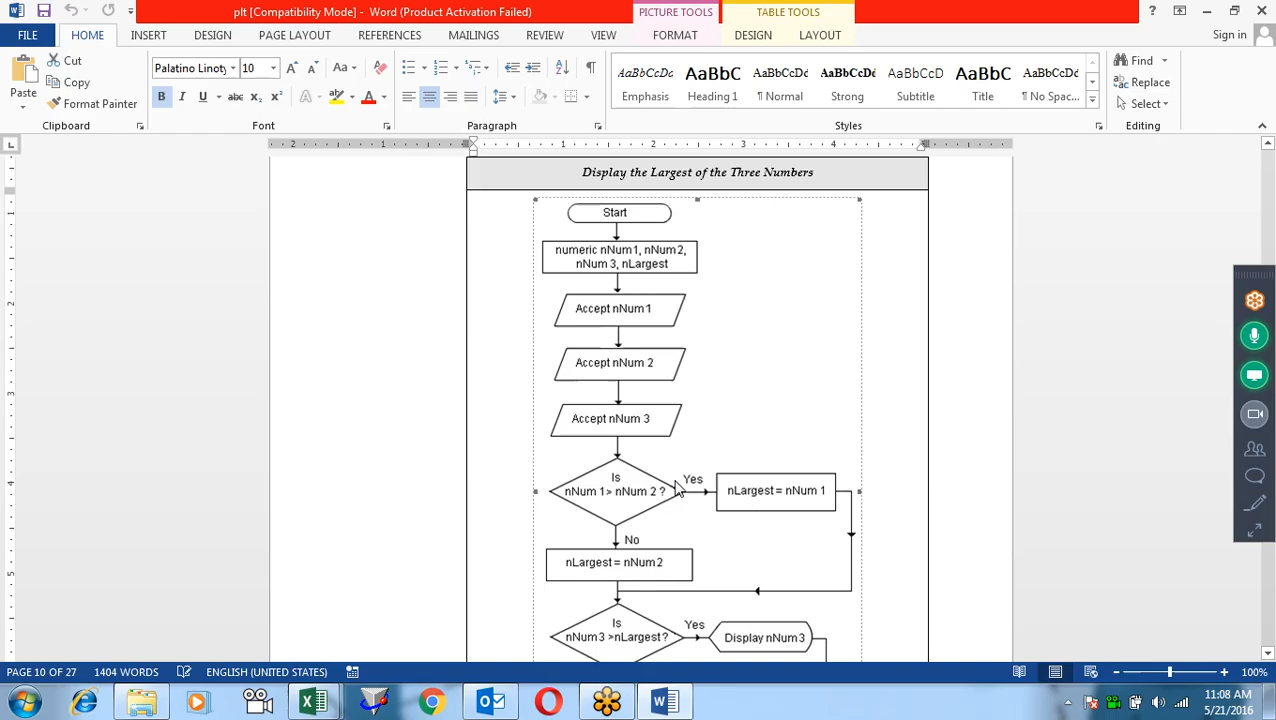 plt [Compatibility Mode] - Word (Product Activation Failed)
PICTURE TOOLS
TABLE TOOLS
FILE
HOME
INSERT
DESIGN
PAGE LAYOUT
REFERENCES
MAILINGS
REVIEW
VIEW
FORMAT
DESIGN
LAYOUT
Sign in
Paste
Cut
Copy
Format Painter
Clipboard
Palatino Linoty
10
Font
Paragraph
AaBbCcDc
Emphasis
AaBbC
Heading 1
AaBbCcDd
¶ Normal
AaBbCcDd
Strong
AaBbCcD
Subtitle
AaBbC
Title
AaBbCcDd
¶ No Spac...
Styles
Find
Replace
Select
Editing
Display the Largest of the Three Numbers
Start
numeric nNum1, nNum2,
nNum 3, nLargest
Accept nNum1
Accept nNum 2
Accept nNum 3
Is
nNum 1> nNum 2 ?
Yes
nLargest = nNum 1
No
nLargest = nNum2
Is
nNum3 >nLargest?
Yes
Display nNum3
PAGE 10 OF 27
1404 WORDS
ENGLISH (UNITED STATES)
100%
11:08 AM
5/21/2016